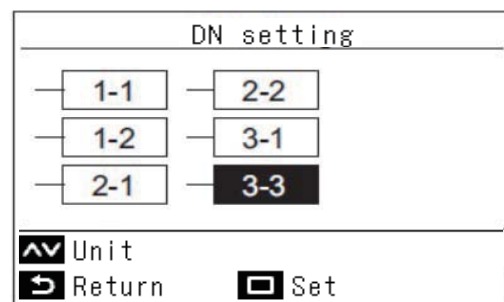 DN setting
1-1 2-2
1-2 3-1
2-1 3-3
Unit
Return Set